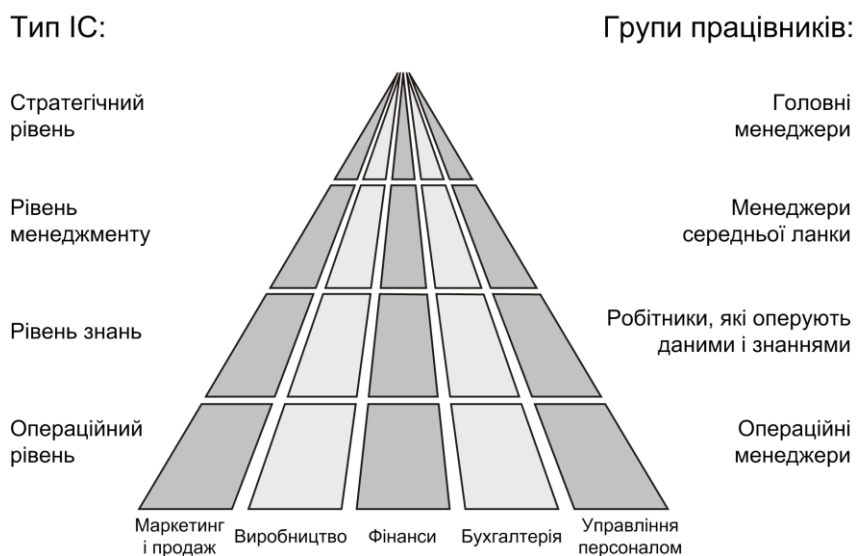 Тип ІС:
Групи працівників:
Стратегічний
рівень
Головні
менеджери
Рівень
менеджменту
Менеджери
середньої ланки
Рівень знань
Робітники, які оперують
даними і знаннями
Операційний
рівень
Операційні
менеджери
Маркетинг
і продаж
Виробництво
Фінанси
Бухгалтерія
Управління
персоналом